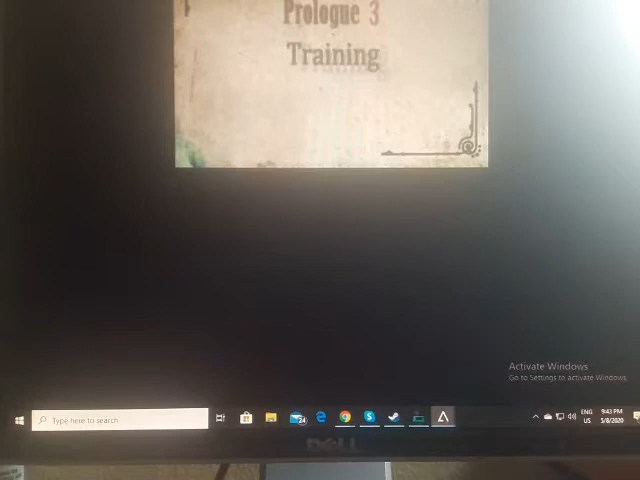 Prologue 3
Training
Activate Windows
Go to Settings to activate Windows.
Type here to search
24
ENG
US
9:43 PM
5/8/2020
DELL